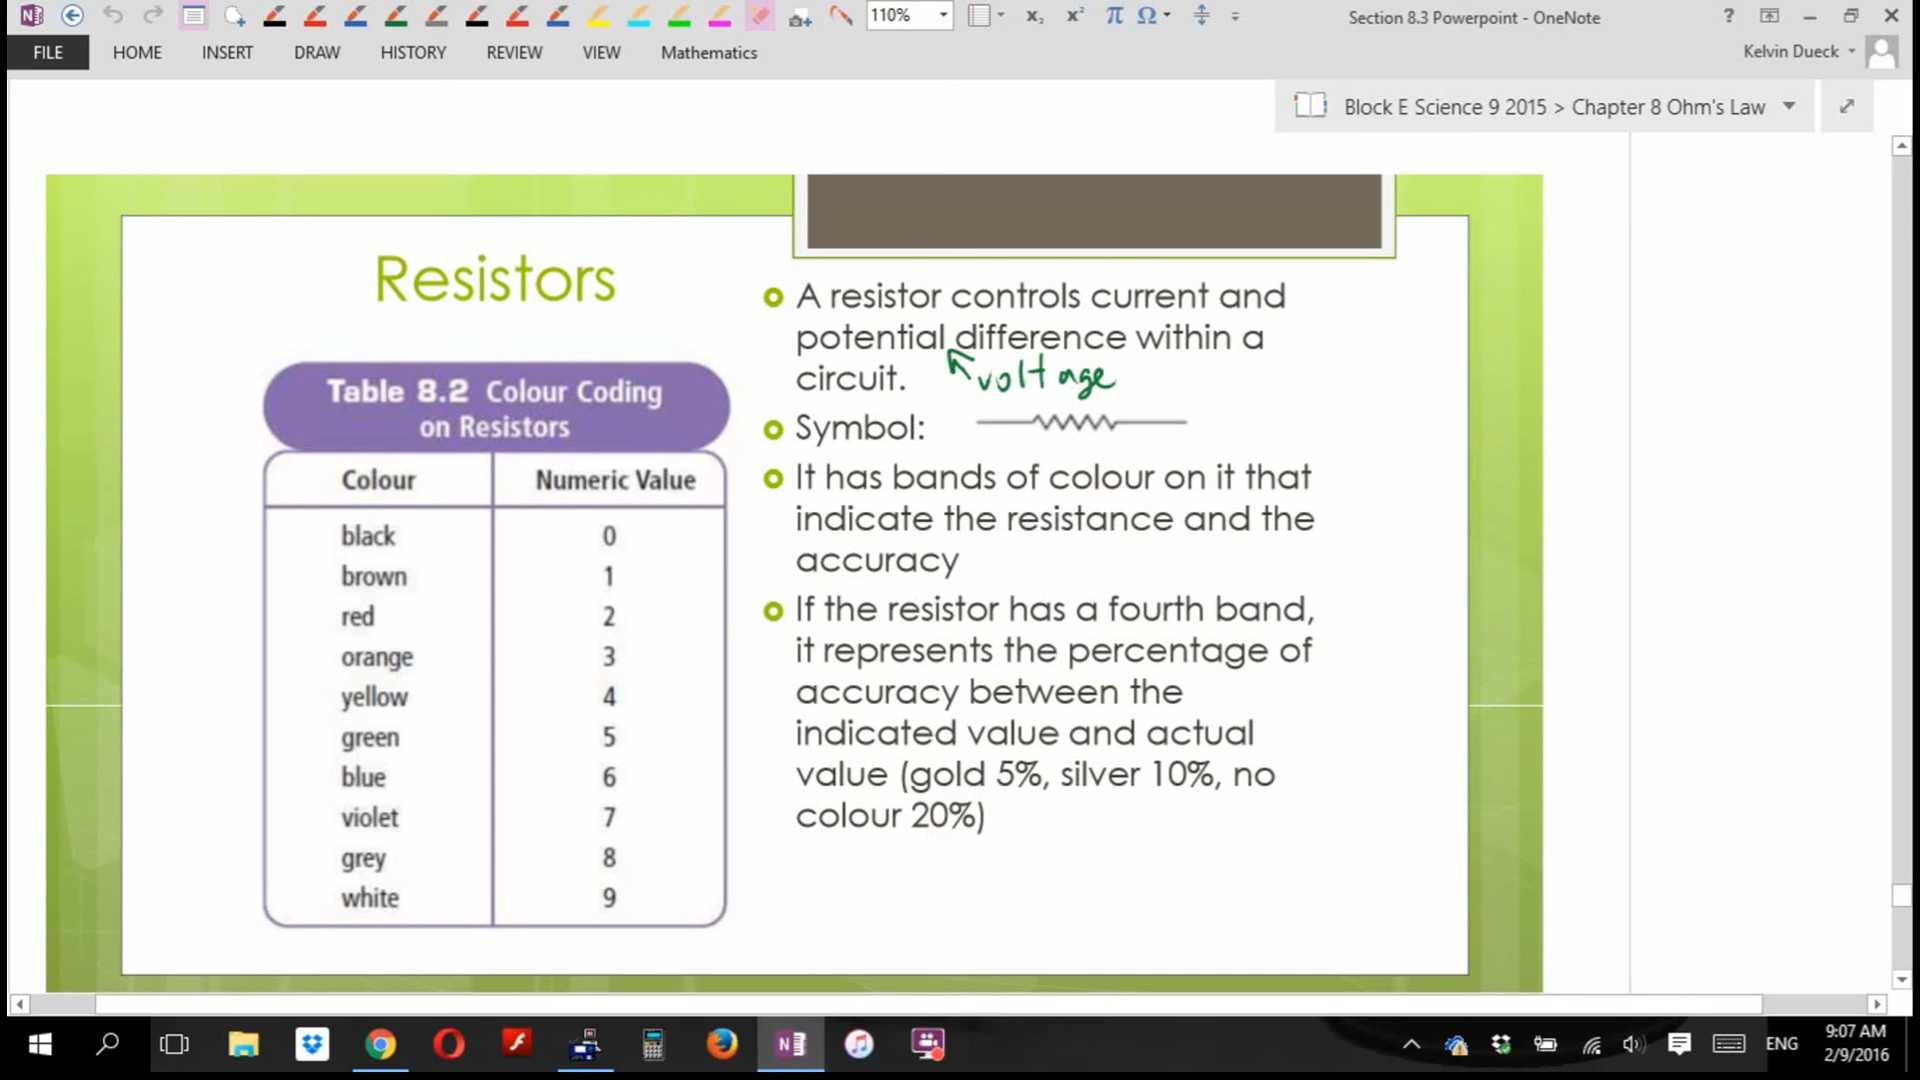 110%
x₂ x² π Ω
Section 8.3 Powerpoint - OneNote
?
FILE HOME INSERT DRAW HISTORY REVIEW VIEW Mathematics
Kelvin Dueck
Block E Science 9 2015 > Chapter 8 Ohm's Law
Resistors
Table 8.2 Colour Coding
on Resistors
Colour Numeric Value
black 0
brown 1
red 2
orange 3
yellow 4
green 5
blue 6
violet 7
grey 8
white 9
A resistor controls current and
potential difference within a
circuit.
voltage
Symbol:
It has bands of colour on it that
indicate the resistance and the
accuracy
If the resistor has a fourth band,
it represents the percentage of
accuracy between the
indicated value and actual
value (gold 5%, silver 10%, no
colour 20%)
ENG
9:07 AM
2/9/2016